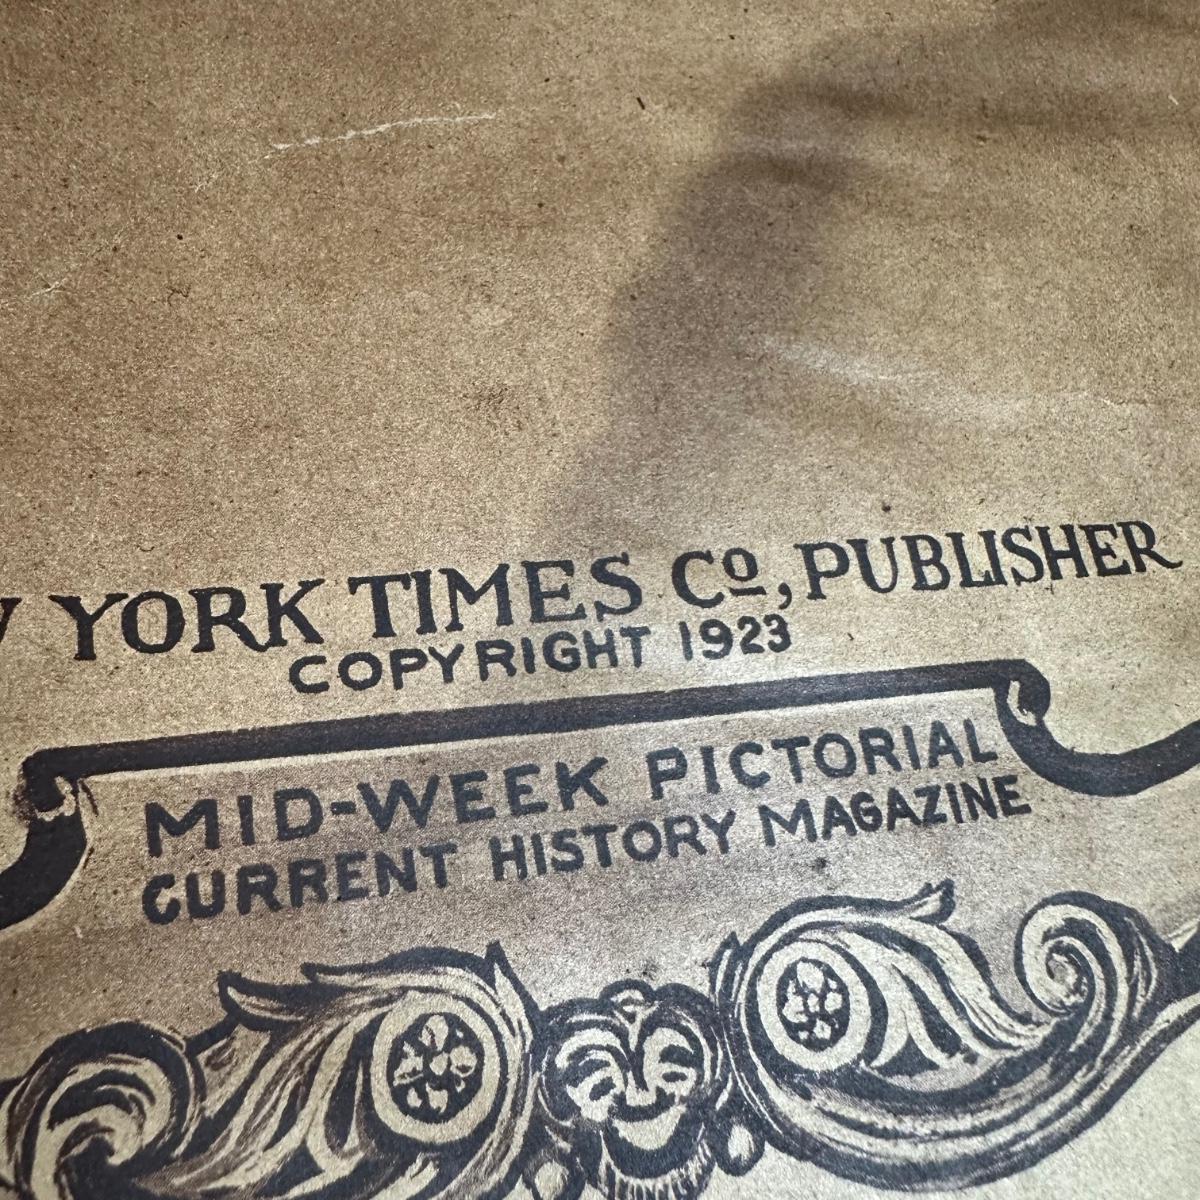 YORK TIMES Co., PUBLISHER
COPYRIGHT 1923
MID-WEEK PICTORIAL
CURRENT HISTORY MAGAZINE